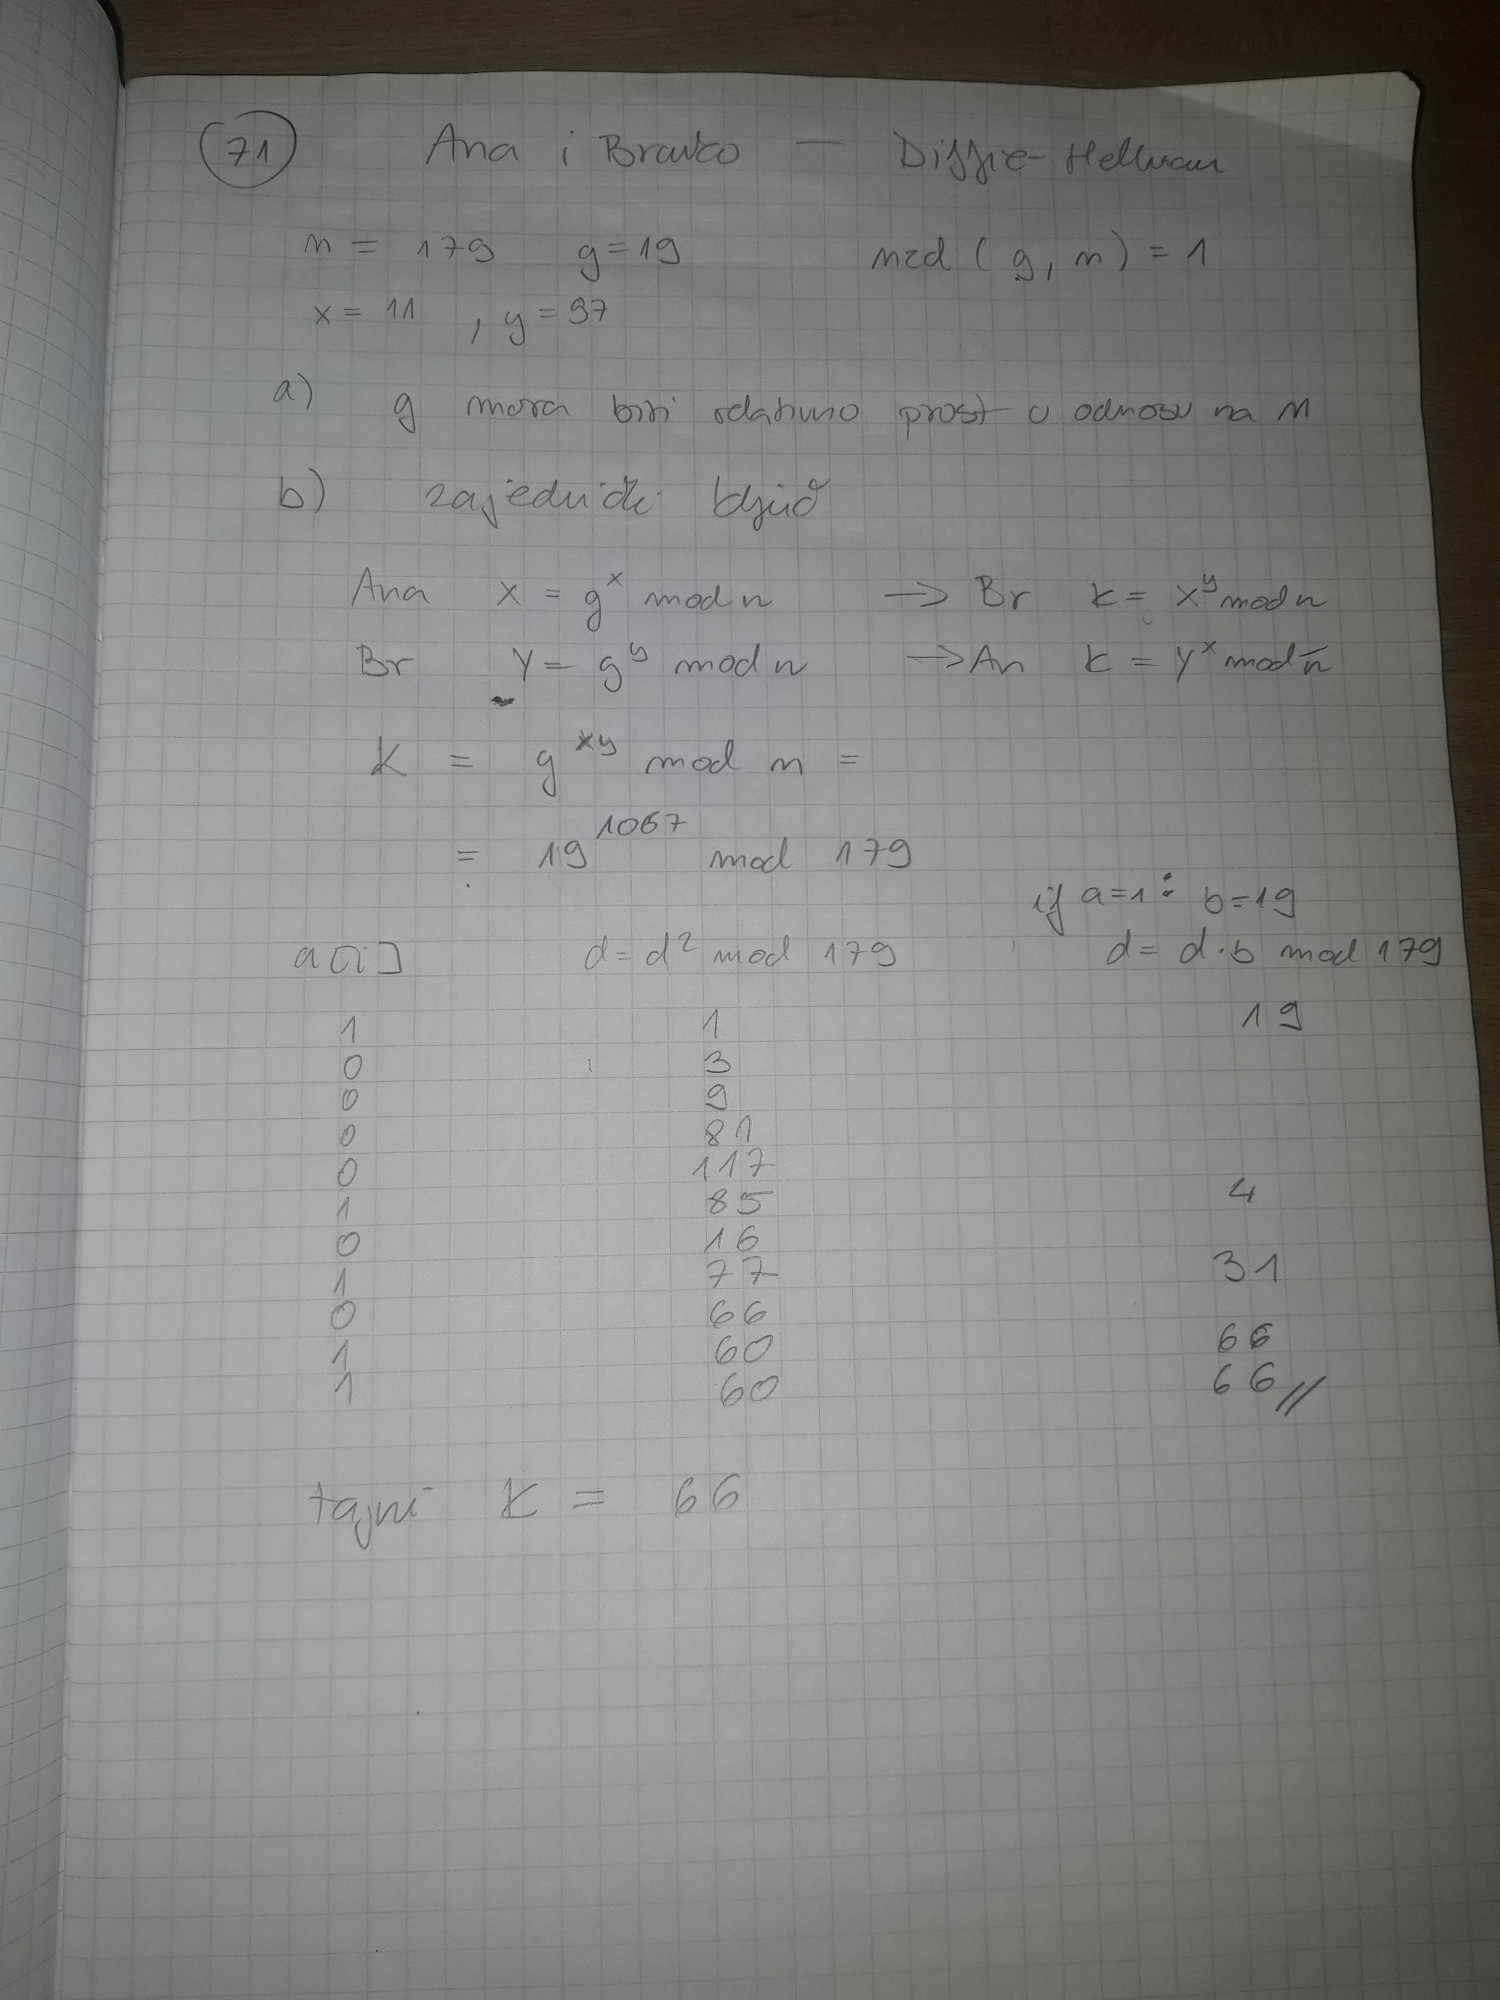 71 Ana i Branko — Diffie-Hellman
n = 179 g=19 nzd (g, n) = 1
x = 11 , y = 97
a) g mora biti relativno prost u odnosu na n
b) zajednički ključ
Ana X = g^x mod n → Br K = X^y mod n
Br Y = g^y mod n → An K = Y^x mod n
K = g^xy mod n =
= 19^1067 mod 179
if a=1 : b=19
a[i] d = d² mod 179 d = d·b mod 179
1 1 19
0 3
0 9
0 81
0 117
1 85 4
0 16
1 77 31
0 66
1 60 66
1 60 66//
tajni K = 66